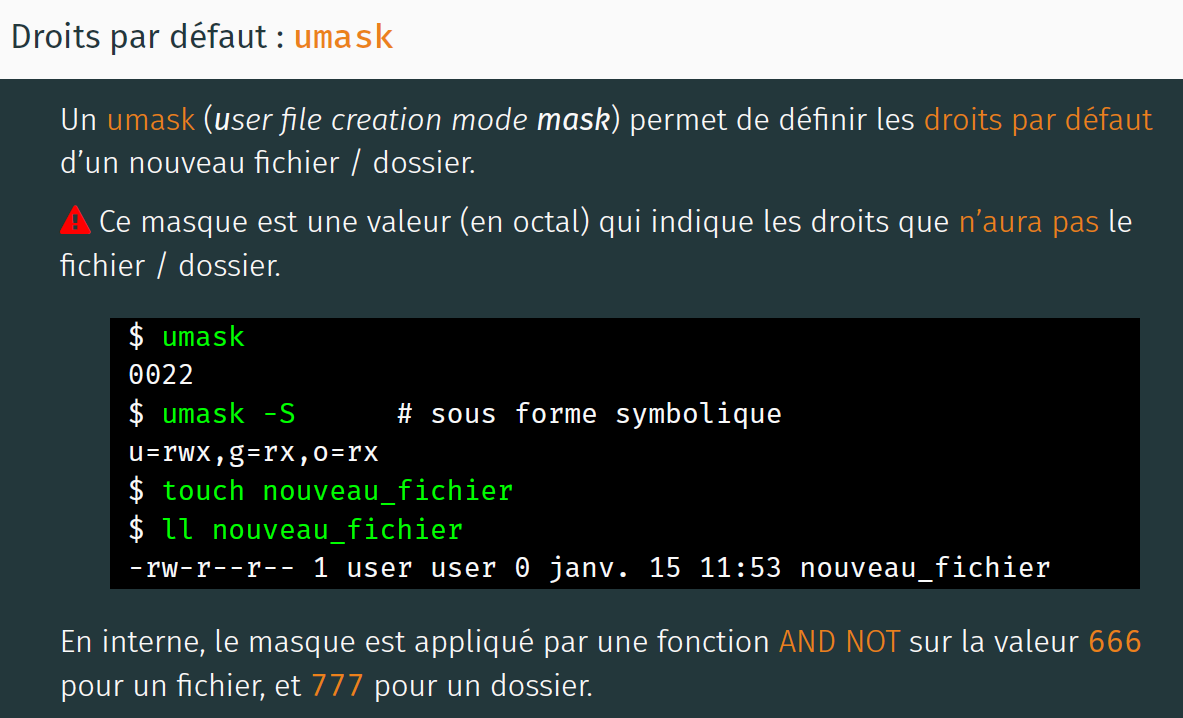 Droits par défaut : umask
Un umask (user file creation mode mask) permet de définir les droits par défaut
d’un nouveau fichier / dossier.
Ce masque est une valeur (en octal) qui indique les droits que n’aura pas le
fichier / dossier.
$ umask
0022
$ umask -S      # sous forme symbolique
u=rwx,g=rx,o=rx
$ touch nouveau_fichier
$ ll nouveau_fichier
-rw-r--r-- 1 user user 0 janv. 15 11:53 nouveau_fichier
En interne, le masque est appliqué par une fonction AND NOT sur la valeur 666
pour un fichier, et 777 pour un dossier.